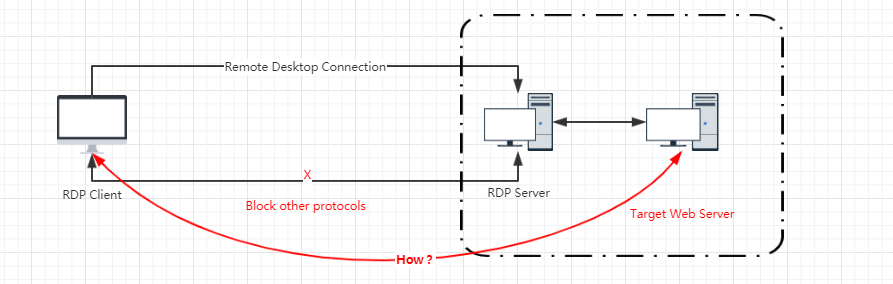 Remote Desktop Connection
RDP Client
X
Block other protocols
RDP Server
Target Web Server
How ?